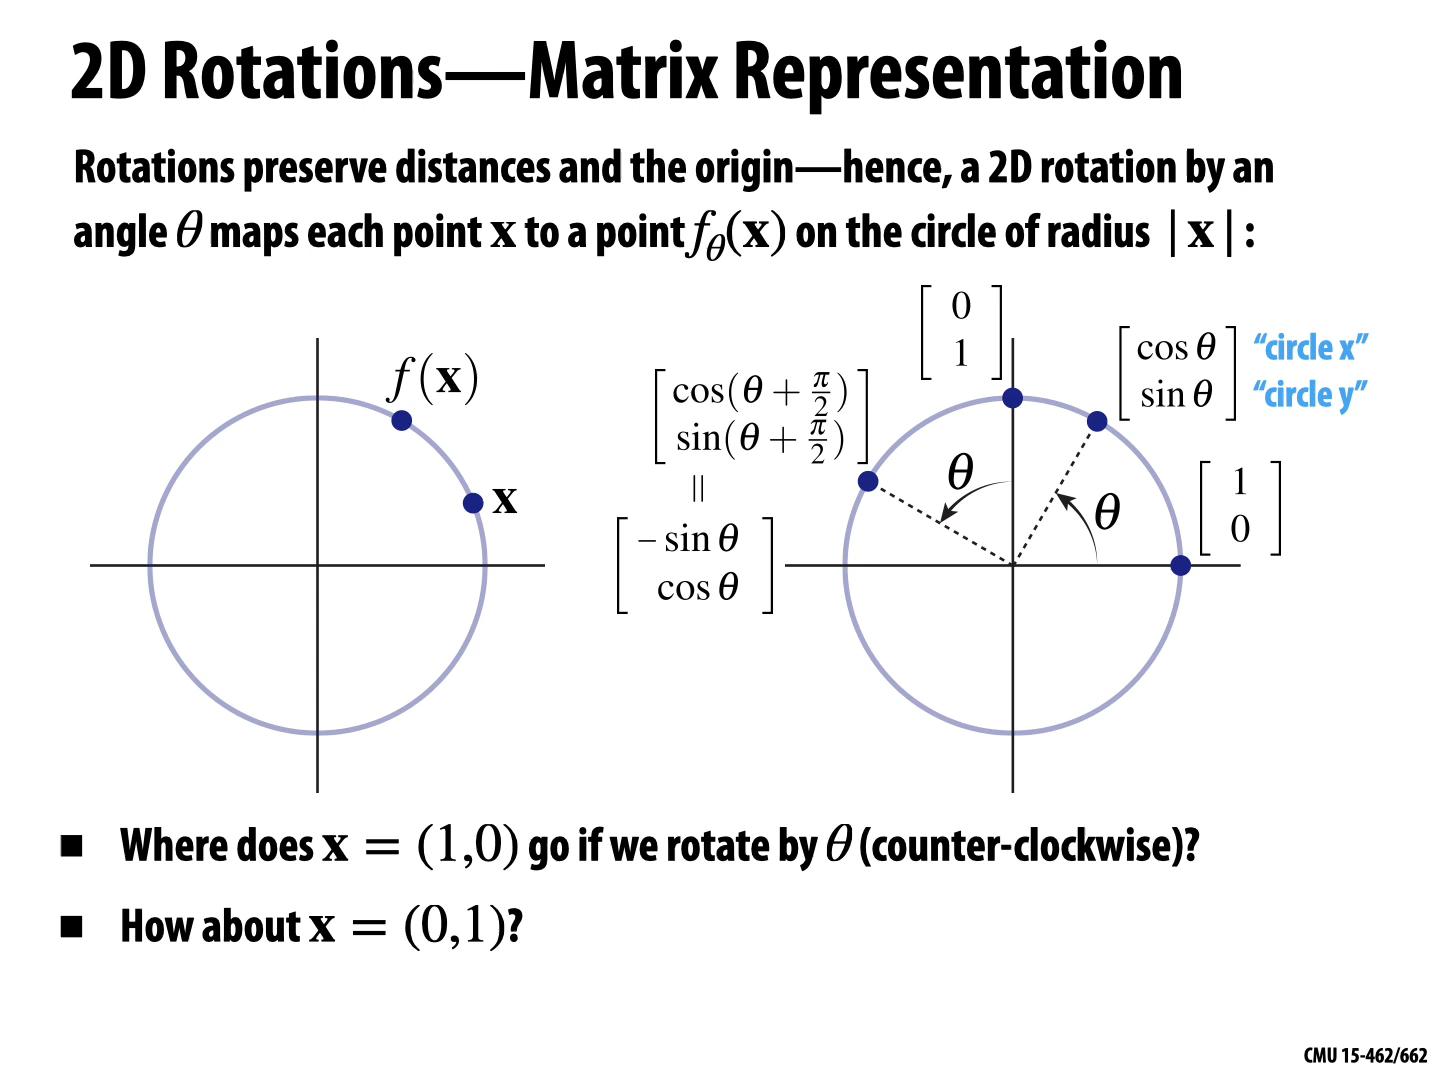 2D Rotations—Matrix Representation
Rotations preserve distances and the origin—hence, a 2D rotation by an
angle θ maps each point x to a point f_θ(x) on the circle of radius |x|:
f(x)
x
[0
1]
[cos θ
sin θ]
“circle x”
“circle y”
[cos(θ + π/2)
sin(θ + π/2)]
=
[−sin θ
cos θ]
θ
θ
[1
0]
■ Where does x = (1,0) go if we rotate by θ (counter-clockwise)?
■ How about x = (0,1)?
CMU 15-462/662